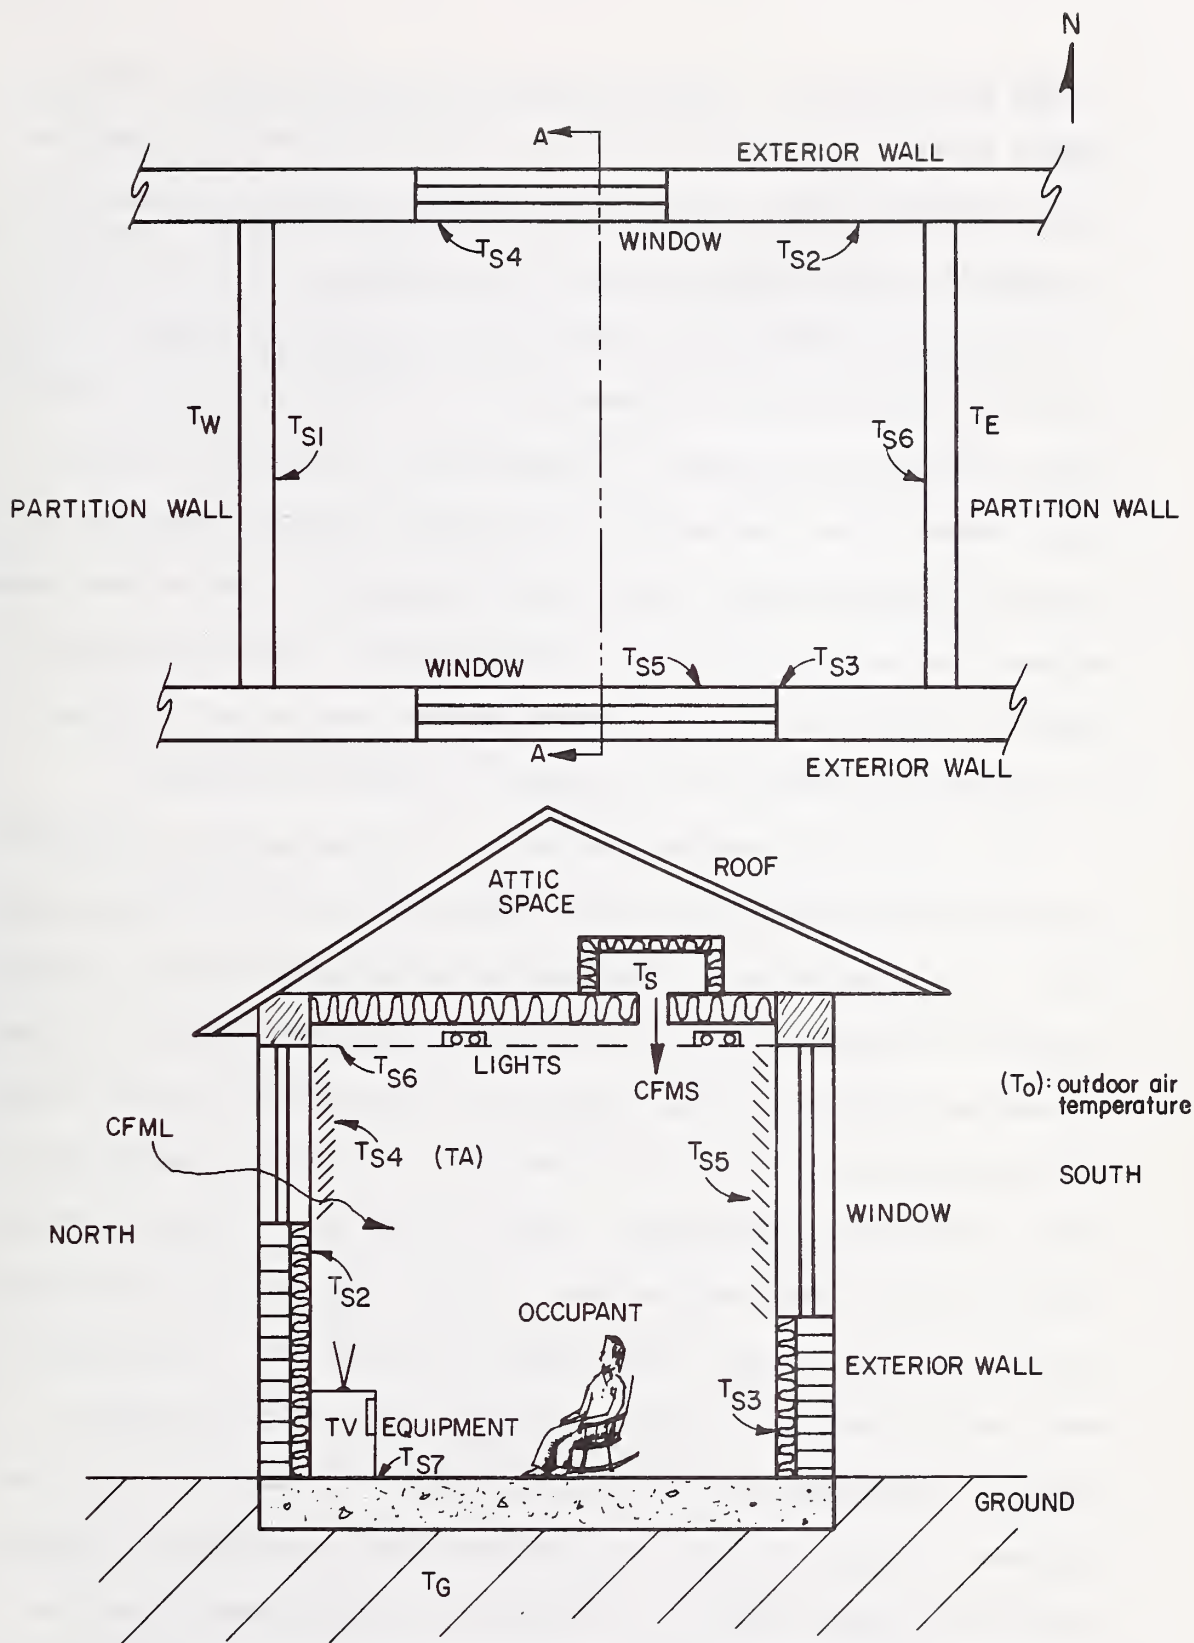 N
A
EXTERIOR WALL
TS4
WINDOW
TS2
TW
TS1
TS6
TE
PARTITION WALL
PARTITION WALL
WINDOW
TS5
TS3
A
EXTERIOR WALL
ATTIC
SPACE
ROOF
TS
TS6
LIGHTS
CFMS
(To): outdoor air
temperature
CFML
TS4 (TA)
TS5
SOUTH
NORTH
WINDOW
TS2
OCCUPANT
EXTERIOR WALL
TS3
TV EQUIPMENT
TS7
GROUND
TG